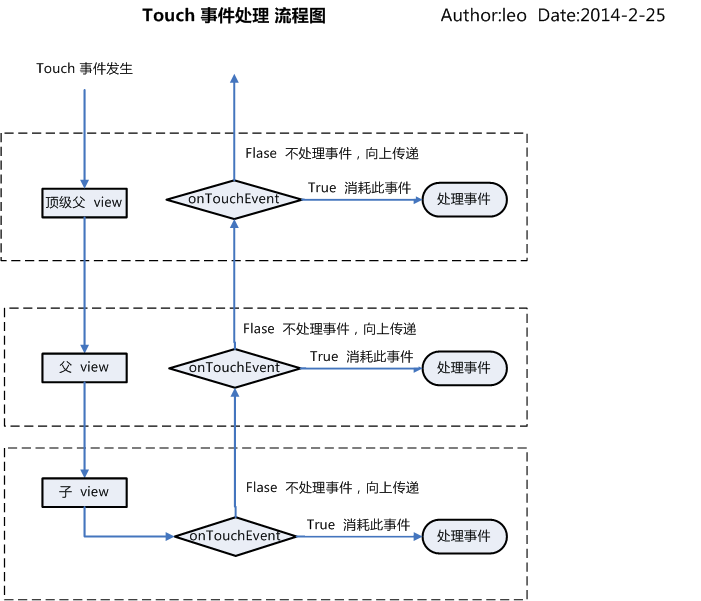 Touch 事件处理 流程图
Author:leo Date:2014-2-25
Touch 事件发生
Flase 不处理事件，向上传递
顶级父 view
onTouchEvent
True 消耗此事件
处理事件
Flase 不处理事件，向上传递
父 view
onTouchEvent
True 消耗此事件
处理事件
Flase 不处理事件，向上传递
子 view
onTouchEvent
True 消耗此事件
处理事件